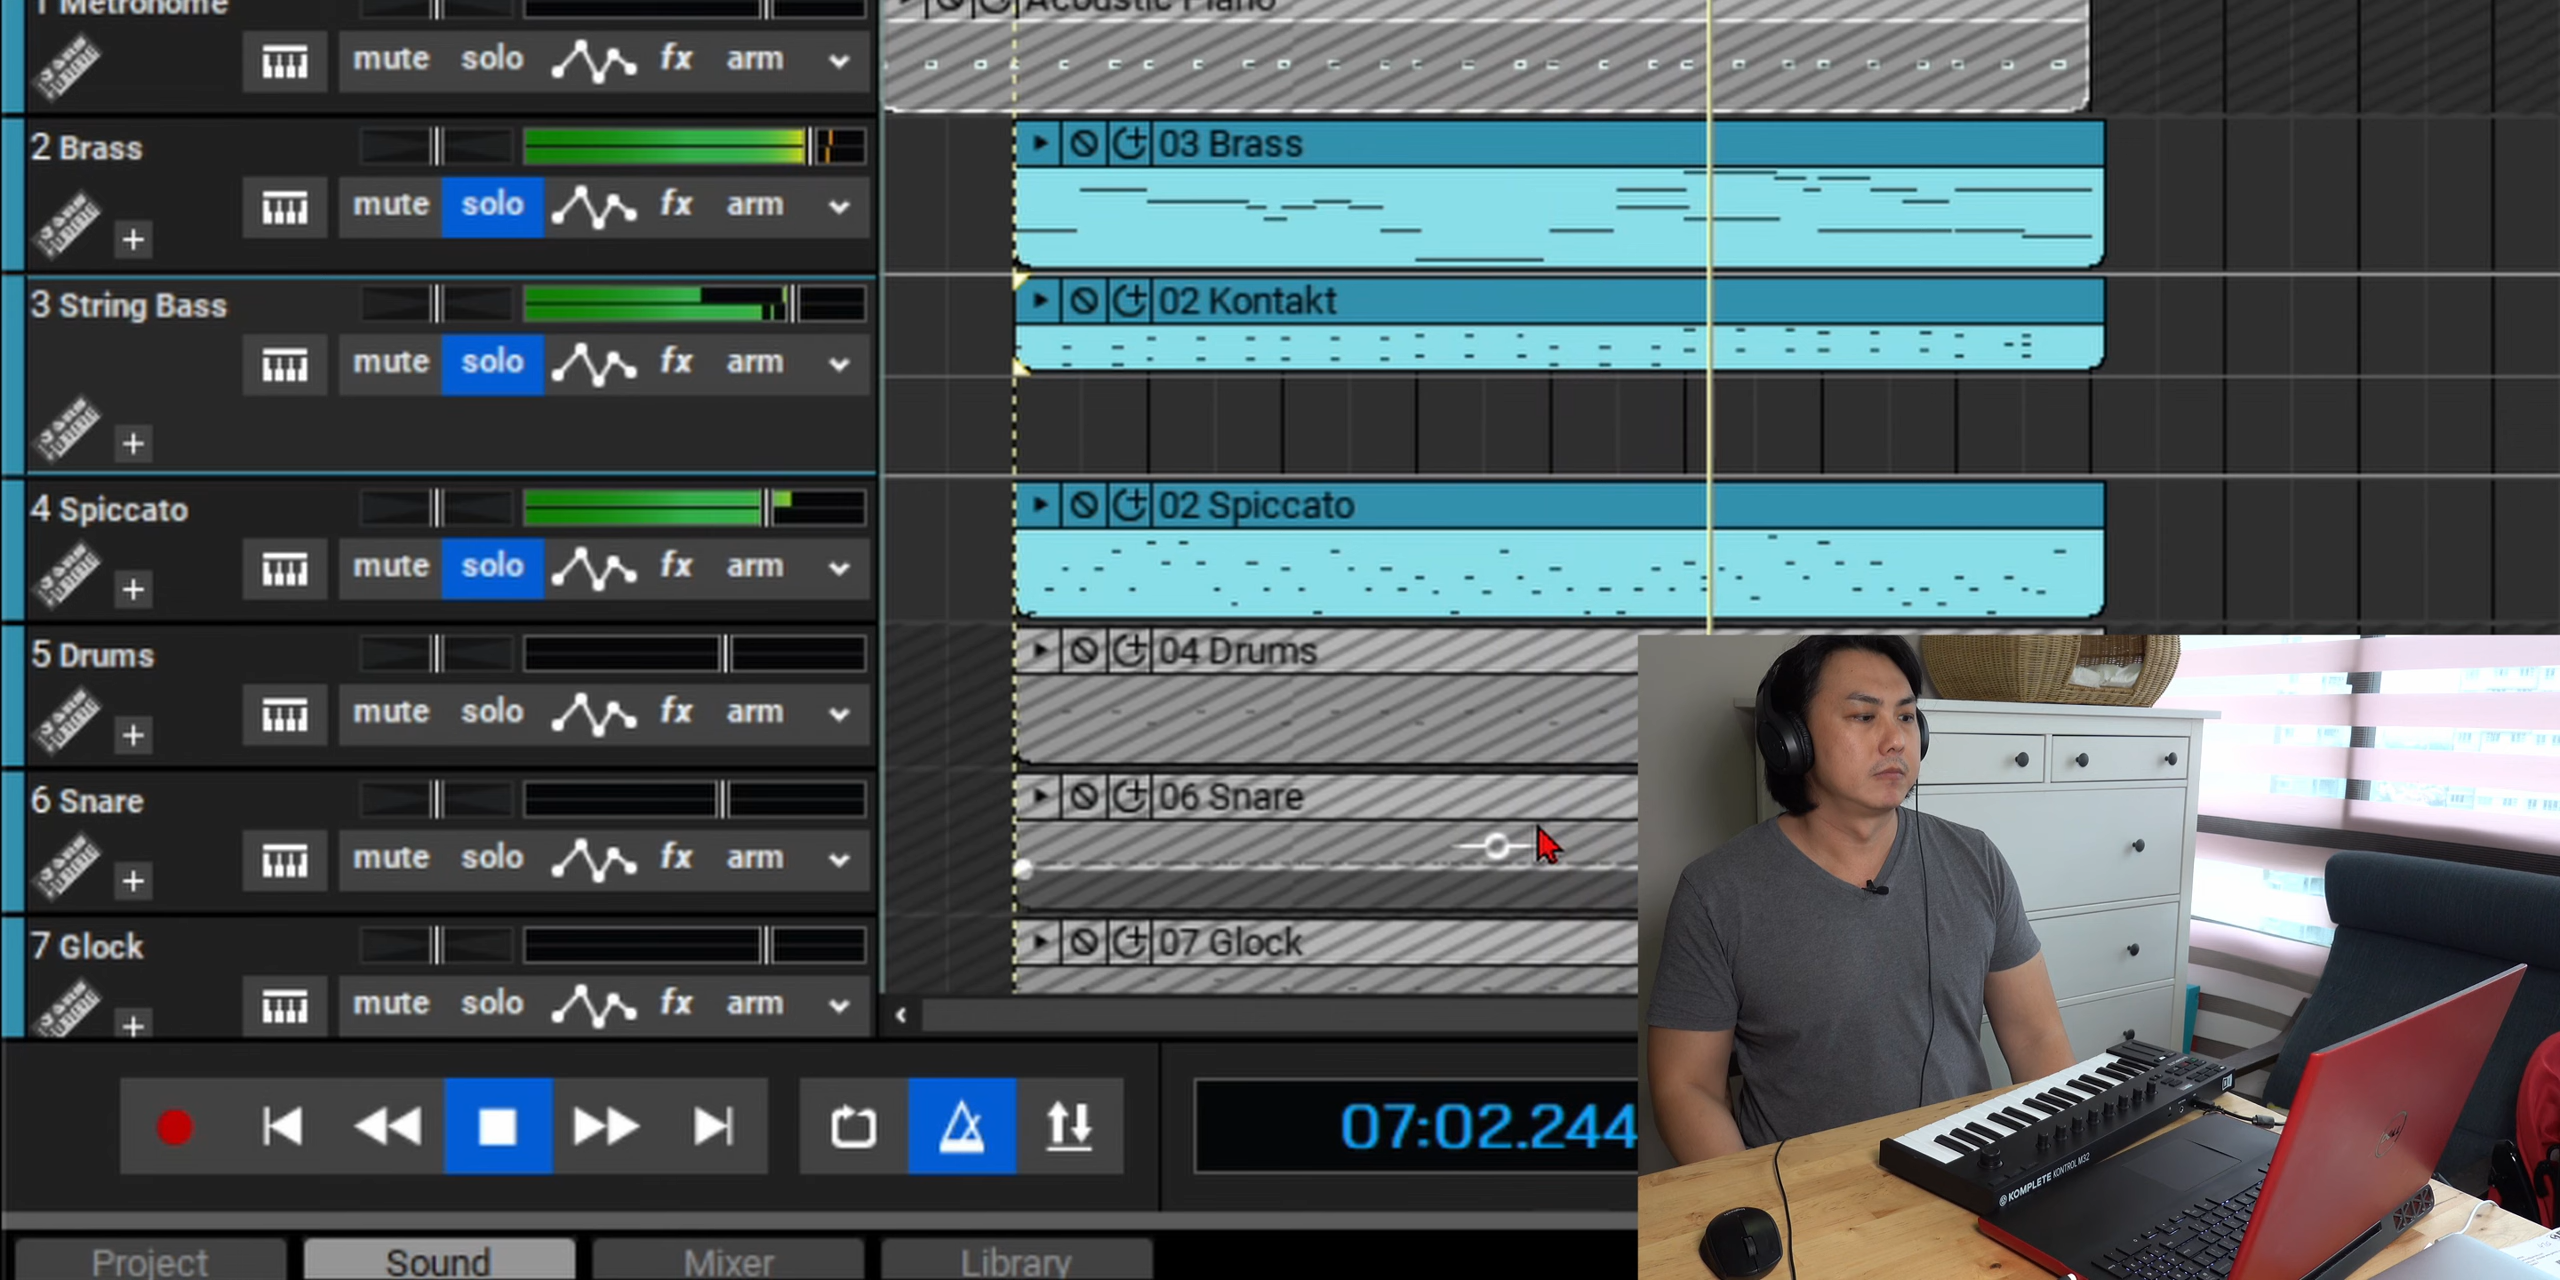 1 Metronome
Acoustic Piano
mute solo fx arm
2 Brass
03 Brass
mute solo fx arm
3 String Bass
02 Kontakt
mute solo fx arm
4 Spiccato
02 Spiccato
mute solo fx arm
5 Drums
04 Drums
mute solo fx arm
6 Snare
06 Snare
mute solo fx arm
7 Glock
07 Glock
mute solo fx arm
07:02.244
KOMPLETE KONTROL M32
DELL
Project Sound Mixer Library